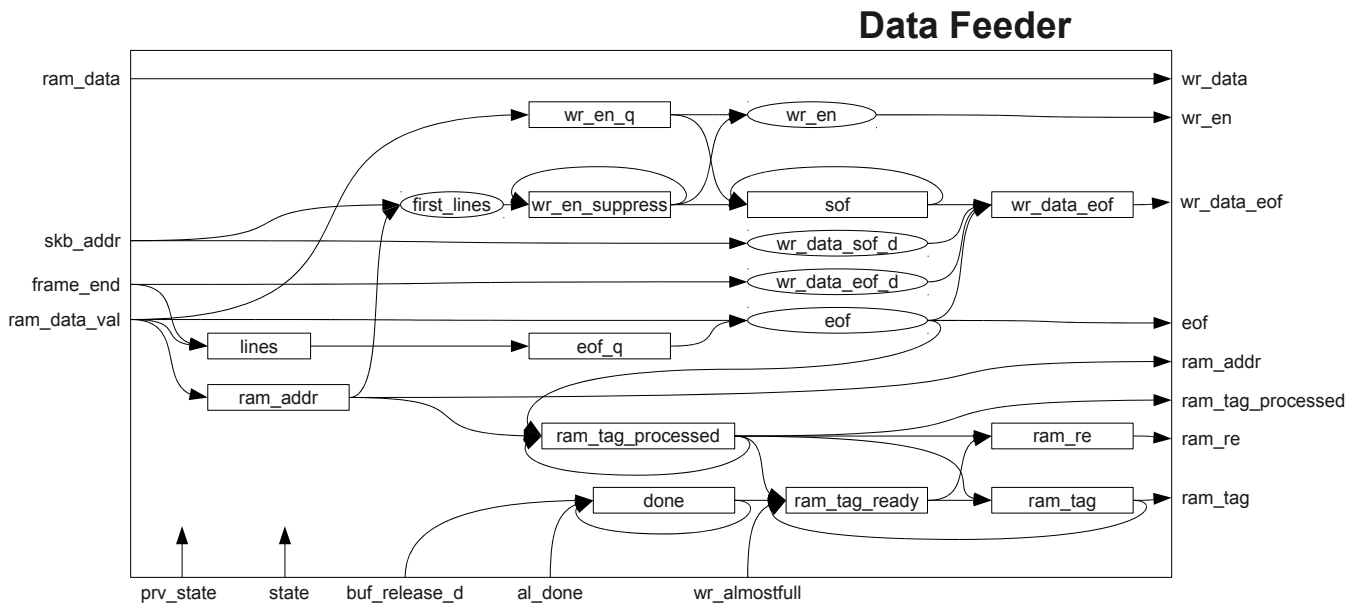 Data Feeder
ram_data
wr_data
wr_en_q
wr_en
wr_en
first_lines
wr_en_suppress
sof
wr_data_eof
wr_data_eof
skb_addr
wr_data_sof_d
frame_end
wr_data_eof_d
ram_data_val
eof
eof
lines
eof_q
ram_addr
ram_addr
ram_tag_processed
ram_tag_processed
ram_re
ram_re
done
ram_tag_ready
ram_tag
ram_tag
prv_state
state
buf_release_d
al_done
wr_almostfull